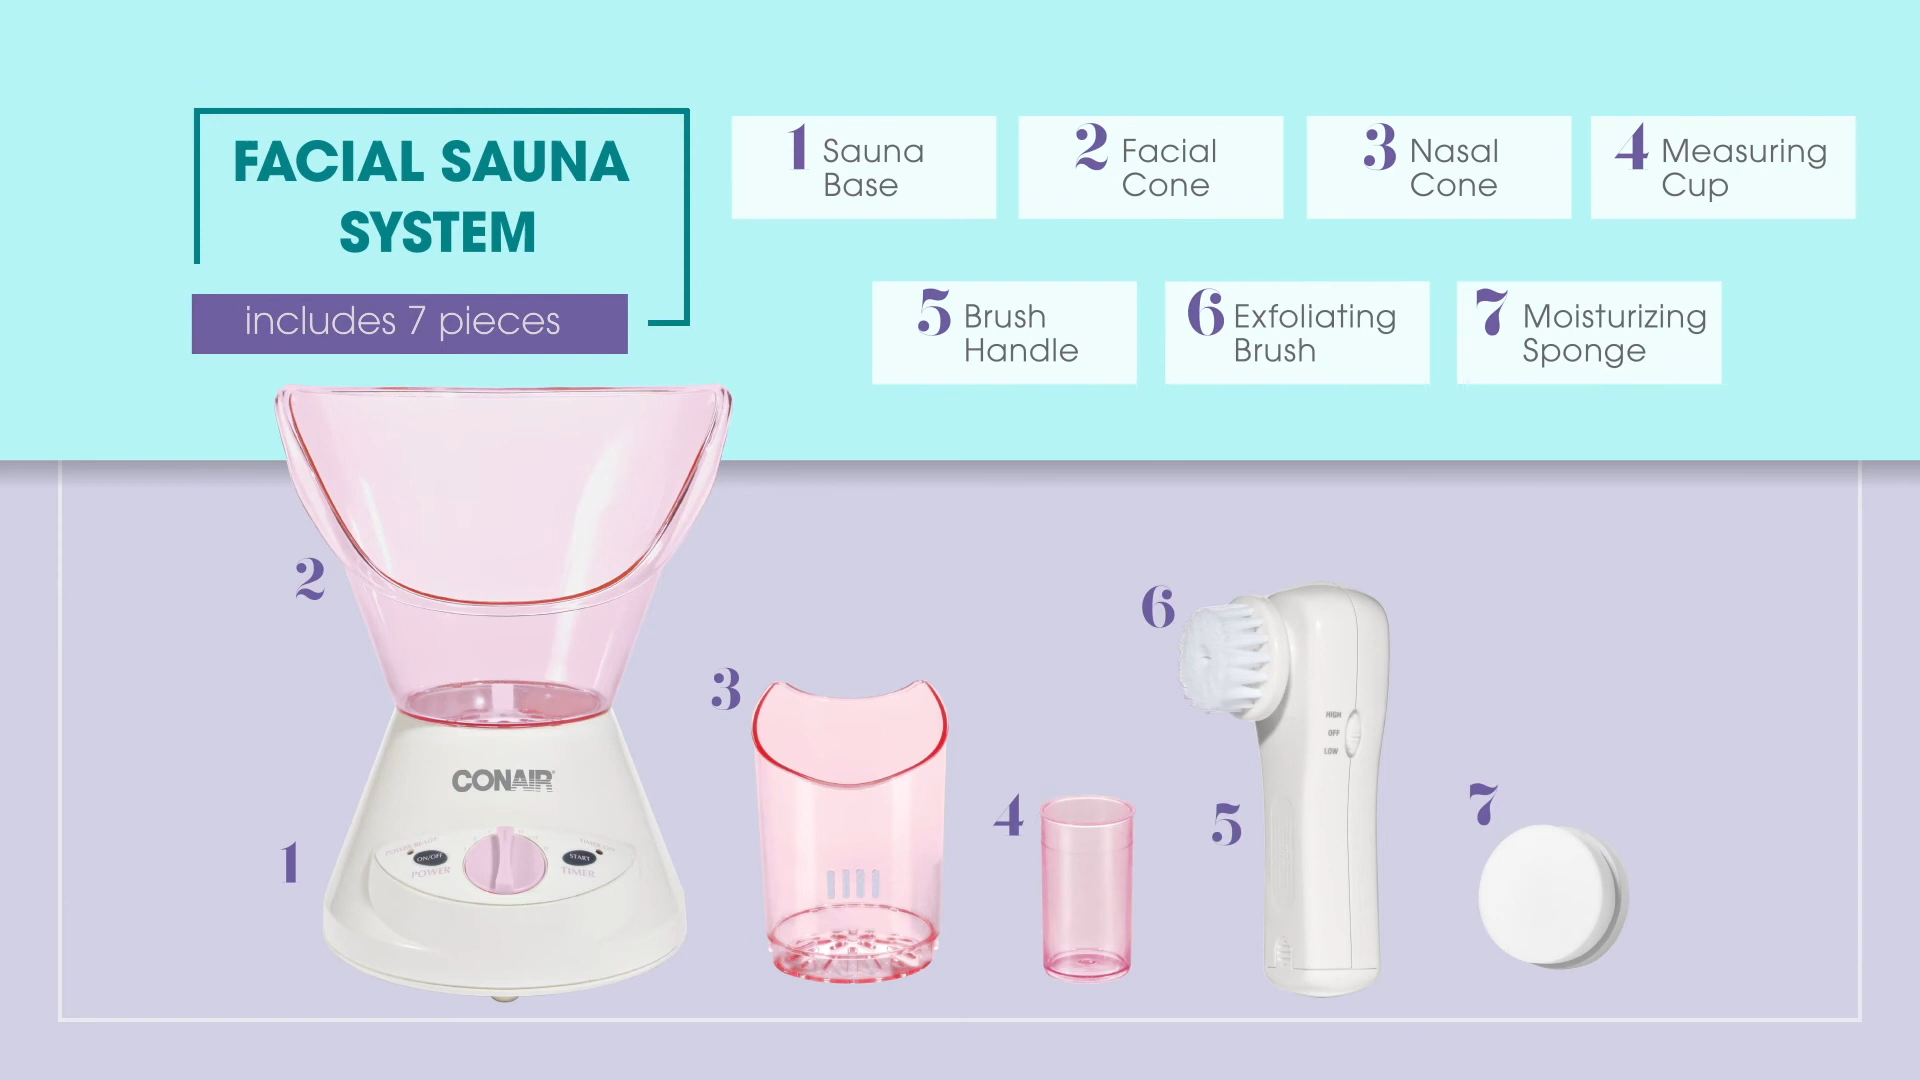 FACIAL SAUNA
SYSTEM
includes 7 pieces
1 Sauna
Base
2 Facial
Cone
3 Nasal
Cone
4 Measuring
Cup
5 Brush
Handle
6 Exfoliating
Brush
7 Moisturizing
Sponge
2
6
3
HIGH
OFF
LOW
CONAIR
7
4
5
1
ON/OFF
START
POWER
TIMER